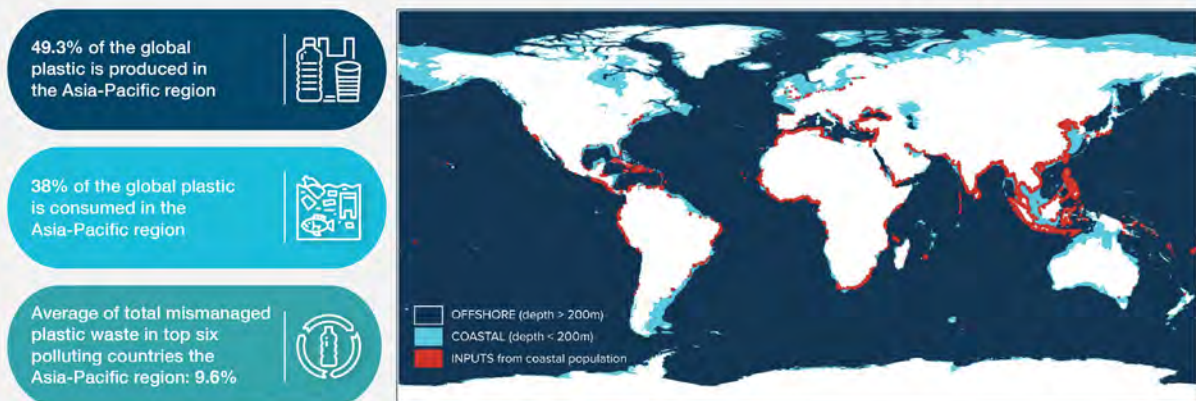 49.3% of the global
plastic is produced in
the Asia-Pacific region
38% of the global plastic
is consumed in the
Asia-Pacific region
Average of total mismanaged
plastic waste in top six
polluting countries the
Asia-Pacific region: 9.6%
OFFSHORE (depth > 200m)
COASTAL (depth < 200m)
INPUTS from coastal population